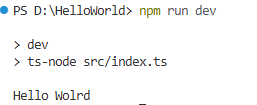 PS D:\HelloWorld> npm run dev
> dev
> ts-node src/index.ts
Hello Wolrd